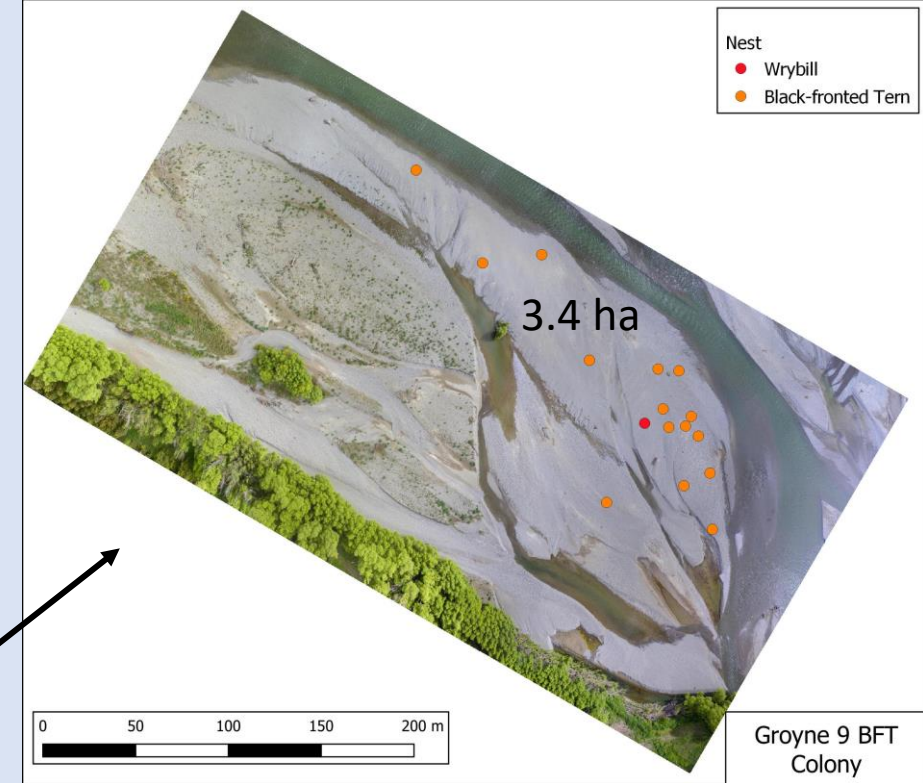 Nest
Wrybill
Black-fronted Tern
3.4 ha
0 50 100 150 200 m
Groyne 9 BFT
Colony